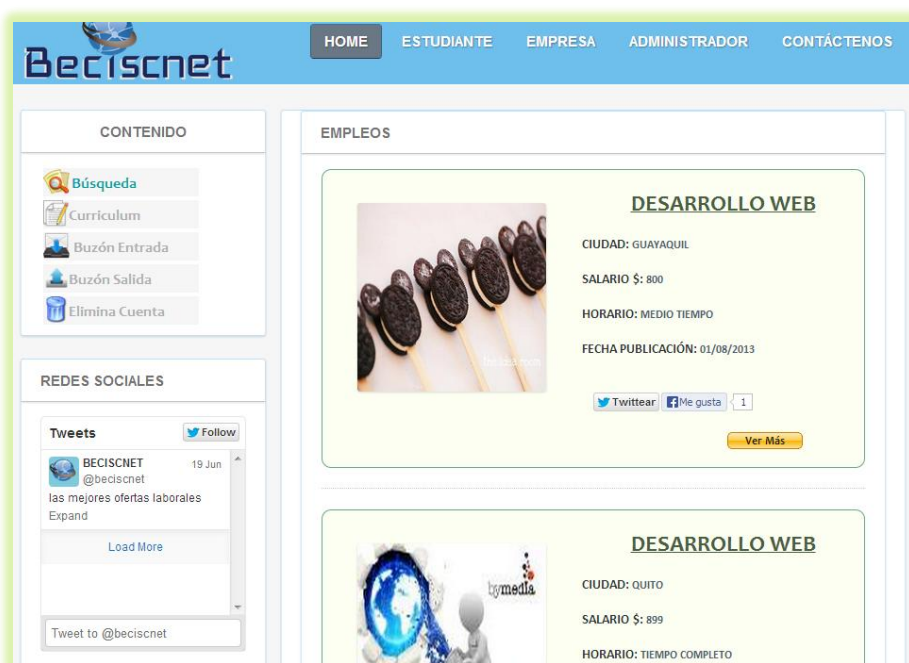 Beciscnet
HOME ESTUDIANTE EMPRESA ADMINISTRADOR CONTÁCTENOS
CONTENIDO
Búsqueda
Curriculum
Buzón Entrada
Buzón Salida
Elimina Cuenta
REDES SOCIALES
Tweets Follow
BECISCNET 19 Jun
@beciscnet
las mejores ofertas laborales
Expand
Load More
Tweet to @beciscnet
EMPLEOS
DESARROLLO WEB
CIUDAD: GUAYAQUIL
SALARIO $: 800
HORARIO: MEDIO TIEMPO
FECHA PUBLICACIÓN: 01/08/2013
Twittear Me gusta 1
Ver Más
DESARROLLO WEB
bymedia
CIUDAD: QUITO
SALARIO $: 899
HORARIO: TIEMPO COMPLETO